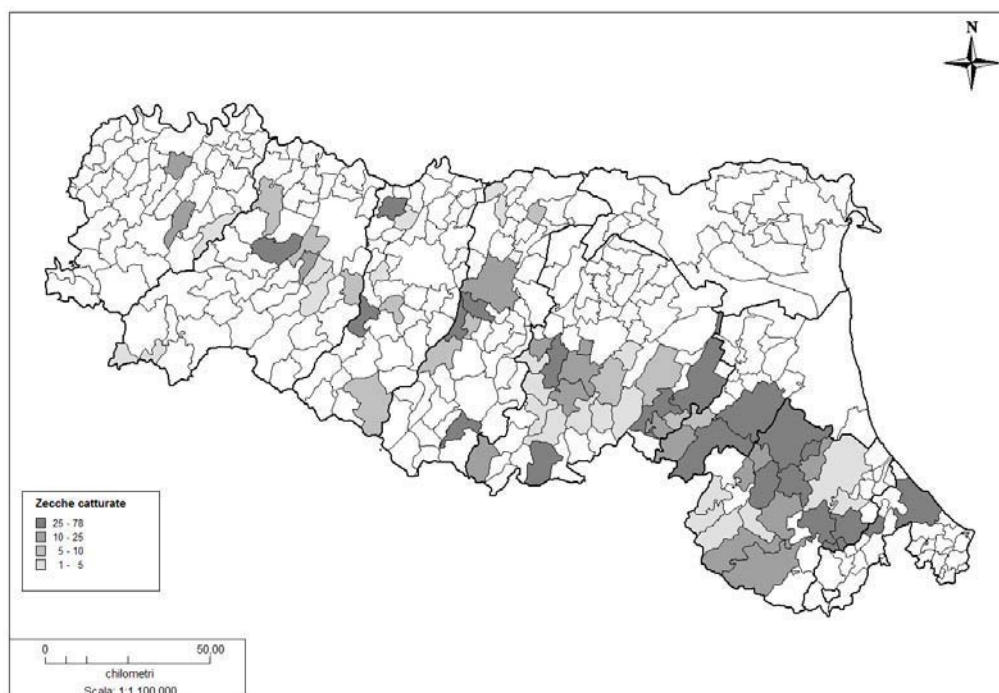 N
Zecche catturate
25 - 78
10 - 25
5 - 10
1 - 5
0 50,00
chilometri
Scala: 1:1.100.000